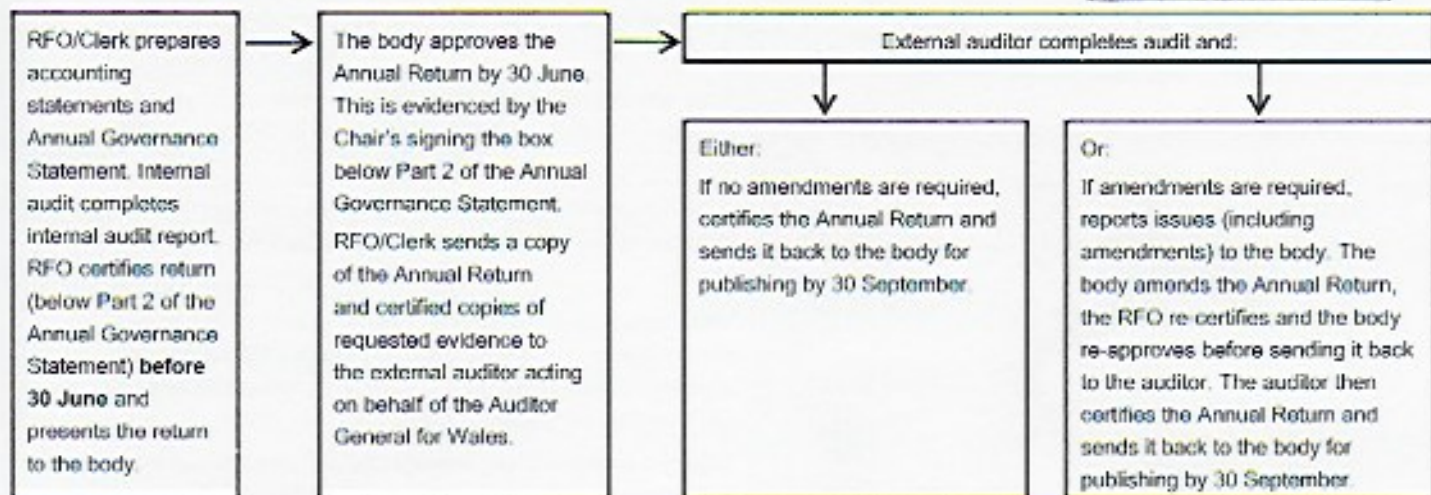 RFO/Clerk prepares
accounting
statements and
Annual Governance
Statement. Internal
audit completes
internal audit report.
RFO certifies return
(below Part 2 of the
Annual Governance
Statement) before
30 June and
presents the return
to the body.
The body approves the
Annual Return by 30 June.
This is evidenced by the
Chair's signing the box
below Part 2 of the Annual
Governance Statement.
RFO/Clerk sends a copy
of the Annual Return
and certified copies of
requested evidence to
the external auditor acting
on behalf of the Auditor
General for Wales.
External auditor completes audit and:
Either:
If no amendments are required,
certifies the Annual Return and
sends it back to the body for
publishing by 30 September.
Or:
If amendments are required,
reports issues (including
amendments) to the body. The
body amends the Annual Return,
the RFO re-certifies and the body
re-approves before sending it back
to the auditor. The auditor then
certifies the Annual Return and
sends it back to the body for
publishing by 30 September.